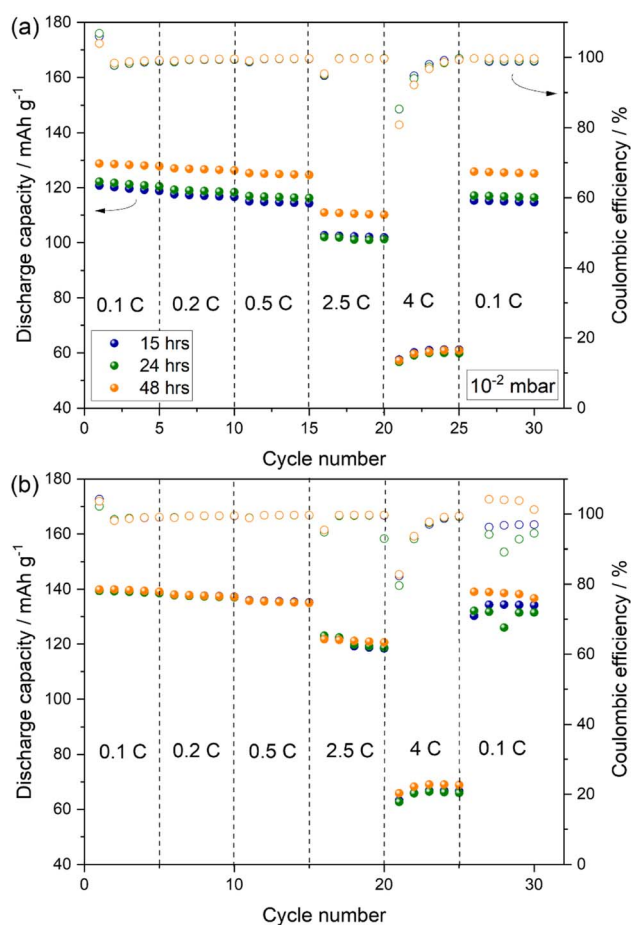 (a)
180
160
140
120
100
80
60
40
Discharge capacity / mAh g⁻¹
100
80
60
40
20
0
Coulombic efficiency / %
0.1 C 0.2 C 0.5 C 2.5 C 4 C 0.1 C
15 hrs
24 hrs
48 hrs
10⁻² mbar
0 5 10 15 20 25 30
Cycle number
(b)
180
160
140
120
100
80
60
40
Discharge capacity / mAh g⁻¹
100
80
60
40
20
0
Coulombic efficiency / %
0.1 C 0.2 C 0.5 C 2.5 C 4 C 0.1 C
0 10 20 30
Cycle number